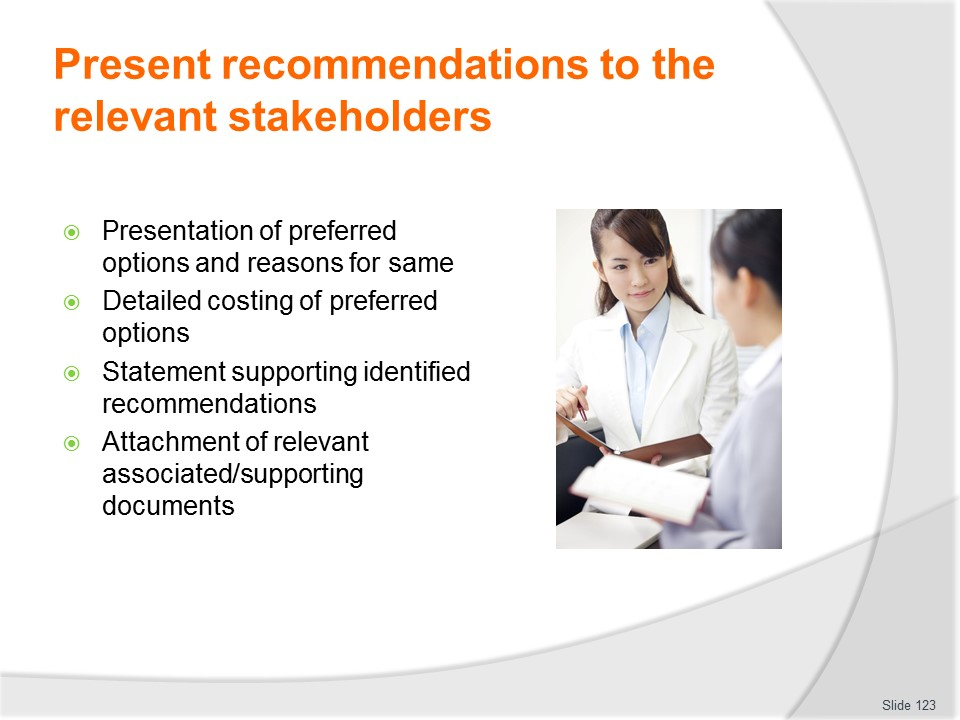 Present recommendations to the
relevant stakeholders
Presentation of preferred
options and reasons for same
Detailed costing of preferred
options
Statement supporting identified
recommendations
Attachment of relevant
associated/supporting
documents
Slide 123